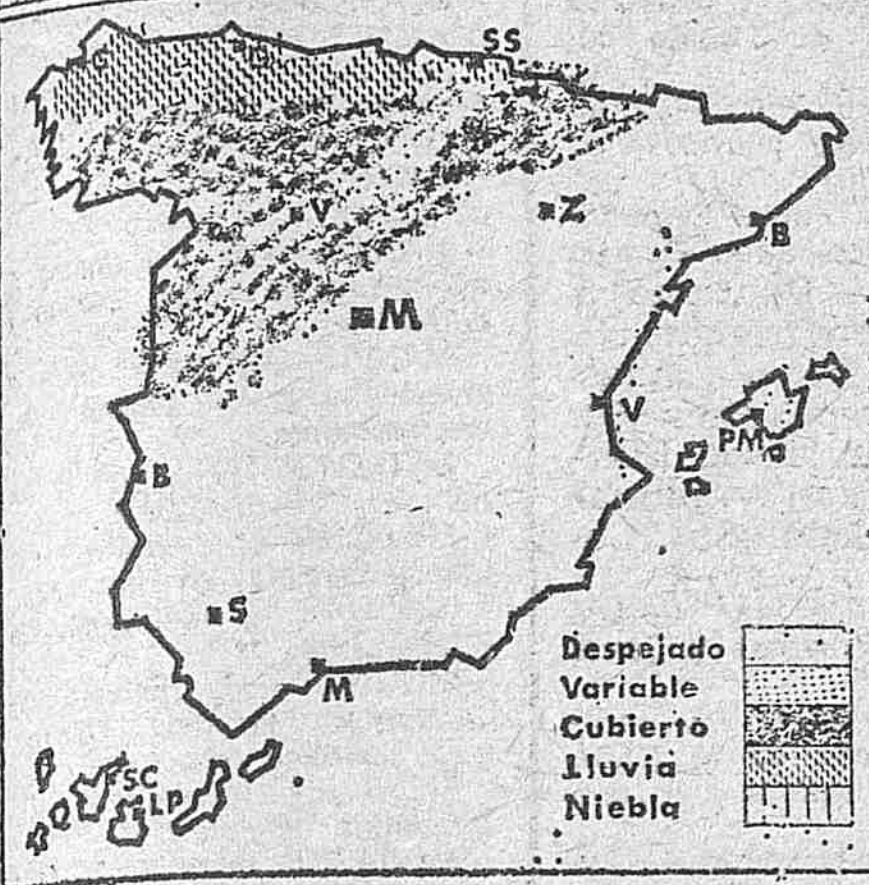 SS
C
O
V
Z
B
M
V
PM
B
S
M
SC
LP
Despejado
Variable
Cubierto
Lluvia
Niebla